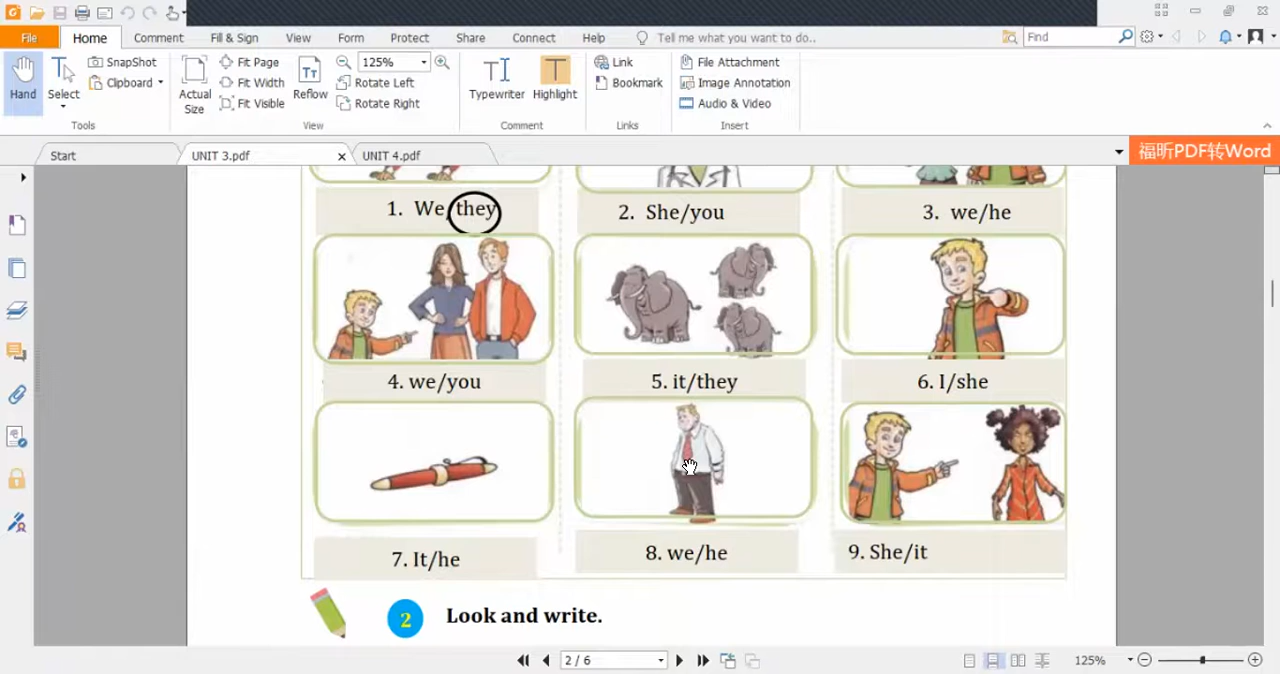 File Home Comment Fill & Sign View Form Protect Share Connect Help Tell me what you want to do.. Find
SnapShot Fit Page 125% Link File Attachment
Clipboard Fit Width Rotate Left Bookmark Image Annotation
Hand Select Actual Size Fit Visible Reflow Rotate Right Typewriter Highlight Audio & Video
Tools View Comment Links Insert
Start UNIT 3.pdf UNIT 4.pdf 福昕PDF转Word
1. We/they 2. She/you 3. we/he
4. we/you 5. it/they 6. I/she
7. It/he 8. we/he 9. She/it
2 Look and write.
2 / 6 125%